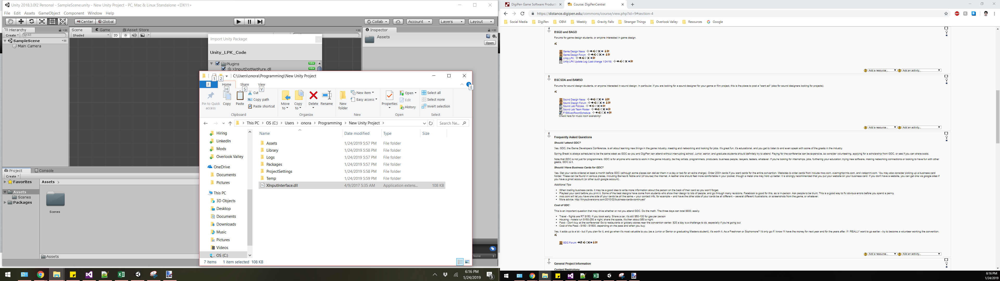 Unity 2018.3.0f2 Personal - SampleScene.unity - New Unity Project - PC, Mac & Linux Standalone <DX11>
File Edit Assets GameObject Component Window Help
Center Global
Collab Account Layers Layout
Hierarchy
Create All
SampleScene
Main Camera
Scene Game Asset Store
Shaded 2D
Inspector
Assets
Open
Import Unity Package
Unity_LPK_Code
Plugins NEW
XInputDotNetPure.dll NEW
Project Console
Create
Favorites
Assets
Scenes
Packages
Assets
Scenes
Assets
None
1 2 C:\Users\onora\Programming\New Unity Project
F Home Share View
H S V E
Pin to Quick access
Copy
Paste
Cut
Copy path
Paste shortcut
Clipboard
Move to
Copy to
Delete
Rename
Organize
New folder
New item
Easy access
New
Properties
Open
Edit
History
Open
Select all
Select none
Invert selection
Select
This PC OS (C:) Users onora Programming New Unity Project
Search Ne...
Hiring
LinkedIn
Mods
Overlook Valley
OneDrive
Documents
Pictures
This PC
3D Objects
Desktop
Documents
Downloads
Music
Pictures
Videos
OS (C:)
Name Date modified Type Size
Assets 1/24/2019 5:57 PM File folder
Library 1/24/2019 5:58 PM File folder
Logs 1/24/2019 5:57 PM File folder
Packages 1/24/2019 5:57 PM File folder
ProjectSettings 1/24/2019 5:58 PM File folder
Temp 1/24/2019 5:59 PM File folder
XInputInterface.dll 4/9/2017 5:35 AM Application extens... 108 KB
7 items 1 item selected 108 KB
6:16 PM
1/24/2019
3
DigiPen Game Software Product
Course: DigiPenCentral
https://distance.digipen.edu/commons/course/view.php?id=9#section-4
Social Media DigiPen OBM Weebly Gravity Falls Stranger Things Overlook Valley Resources Google
4
BSGD and BAGD
Forums for game design students, or anyone interested in game design.
Game Design News
Game Design Forum
Unity LPK
Unity LPK Update Log (Last change 1/24/19)
Add a resource... Add an activity...
5
BSCSDA and BAMSD
Forums for sound design students, or anyone interested in sound design. In particular, if you are looking for a sound designer for your game or film project, this is the place to post a "want ad" (also for sound designers looking for projects).
Sound Design News
Sound Design Forum
Sound Lab Policies
Sound Lab Team Roster
F18MusicRoomSchedule
Check here for music room availability!
Add a resource... Add an activity...
6
Frequently Asked Questions
Should I attend GDC?
Yes. GDC, the Game Developers Conference, is all about learning new things in the game industry, meeting and networking and looking for jobs. It's great fun, it's educational, and you get to listen to and even speak with some of the greats in the industry.
Spring Break is always scheduled to be the same week as GDC so you and DigiPen can attend without interrupting school. Junior, senior, and graduate students should definitely try to attend. Paying for the conference can be expensive, so consider volunteering, applying for a scholarship from GDC, or see if you can share costs.
Note that GDC is not just for programmers. GDC is for anyone who wants to work in the game industry, be they artists, programmers, producers, business people, lawyers, testers, whatever. If you're looking for internships, jobs, furthering your education, trying new software, making networking connections or looking to have fun with other
geeks, GDC is it.
Should I Have Business Cards for GDC?
Yes. Get your cards ordered at least a month before GDC (although some places can deliver them in a day or two for an extra charge). Order 200+ cards if you want cards for the entire convention. Websites to order cards from include moo.com, overnightprints.com, and vistaprint.com. You may also consider picking up a business card
holder. These can be found in various places, including Barnes & Noble and (of course) the internet. A leather one should feel more comfortable in your pocket, though a metal one may hold up better. It is strongly recommended that you put your website on your business card. If you don't have a website, you can get one via google sites if
you have a gmail account (or other such google account).
Additional Tips
When trading business cards, it may be a good idea to write more information about the person on the back of their card so you won't forget.
Playtest your card before you print it. Some of the best designs have come from students who show their design to lots of people, and go through many revisions. Facebook is good for this, as is in-person. Ask people to be blunt. This is a good way to fix obvious errors before you spend a penny.
moo.com will let you have one side of your cards be all the same -- your contact info, for example -- and have the other side of your cards be all different -- several different illustrations, or screenshots from the game, or whatever.
More advice: http://tinysubversions.com/2010/02/business-cards-continued/
Cost of GDC
This is an important question that may drive whether or not you attend GDC. Do the math. The three days can total $800, easily.
Travel - flights are RT $150, if you book early. Share a car, it's still $50-100 for gas per person
Housing - hotels run $150-250 a night, share the space, it's then about $50 a night
Food - Don't buy at the conference! Go to restaurants or grocery stores near the convention center. $20 a day is a challenge to do, especially if you're going out
Cost of the Pass - $150 - $1500, depending on the pass and when you buy.
Yes, it adds up to a lot - but if you plan for it, and go when it's most valuable to you (as a Junior or Senior or graduating Masters student), it's worth it. As a Freshman or Sophomore? I'd only go if I know I'll have the money for next year and for the years after. If I REALLY want to go earlier - try to become a volunteer working the convention.
GDC Forum
Add a resource... Add an activity...
7
General Project Information
Content Restrictions
6:16 PM
1/24/2019